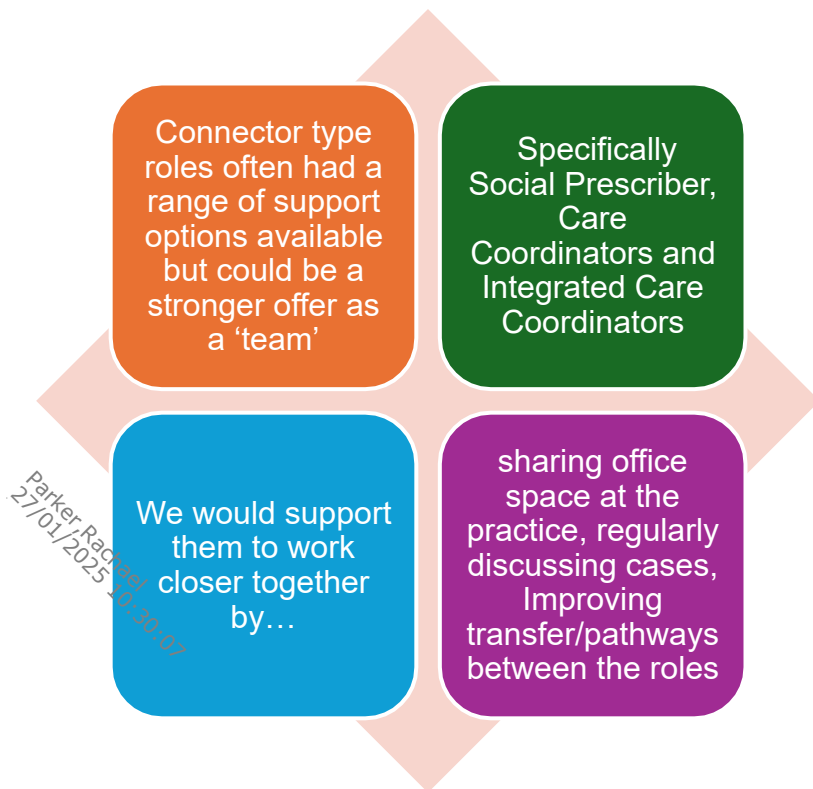 Connector type
roles often had a
range of support
options available
but could be a
stronger offer as
a ‘team’
Specifically
Social Prescriber,
Care
Coordinators and
Integrated Care
Coordinators
We would support
them to work
closer together
by…
sharing office
space at the
practice, regularly
discussing cases,
Improving
transfer/pathways
between the roles
Parker,Rachael
27/01/2025 10:30:07